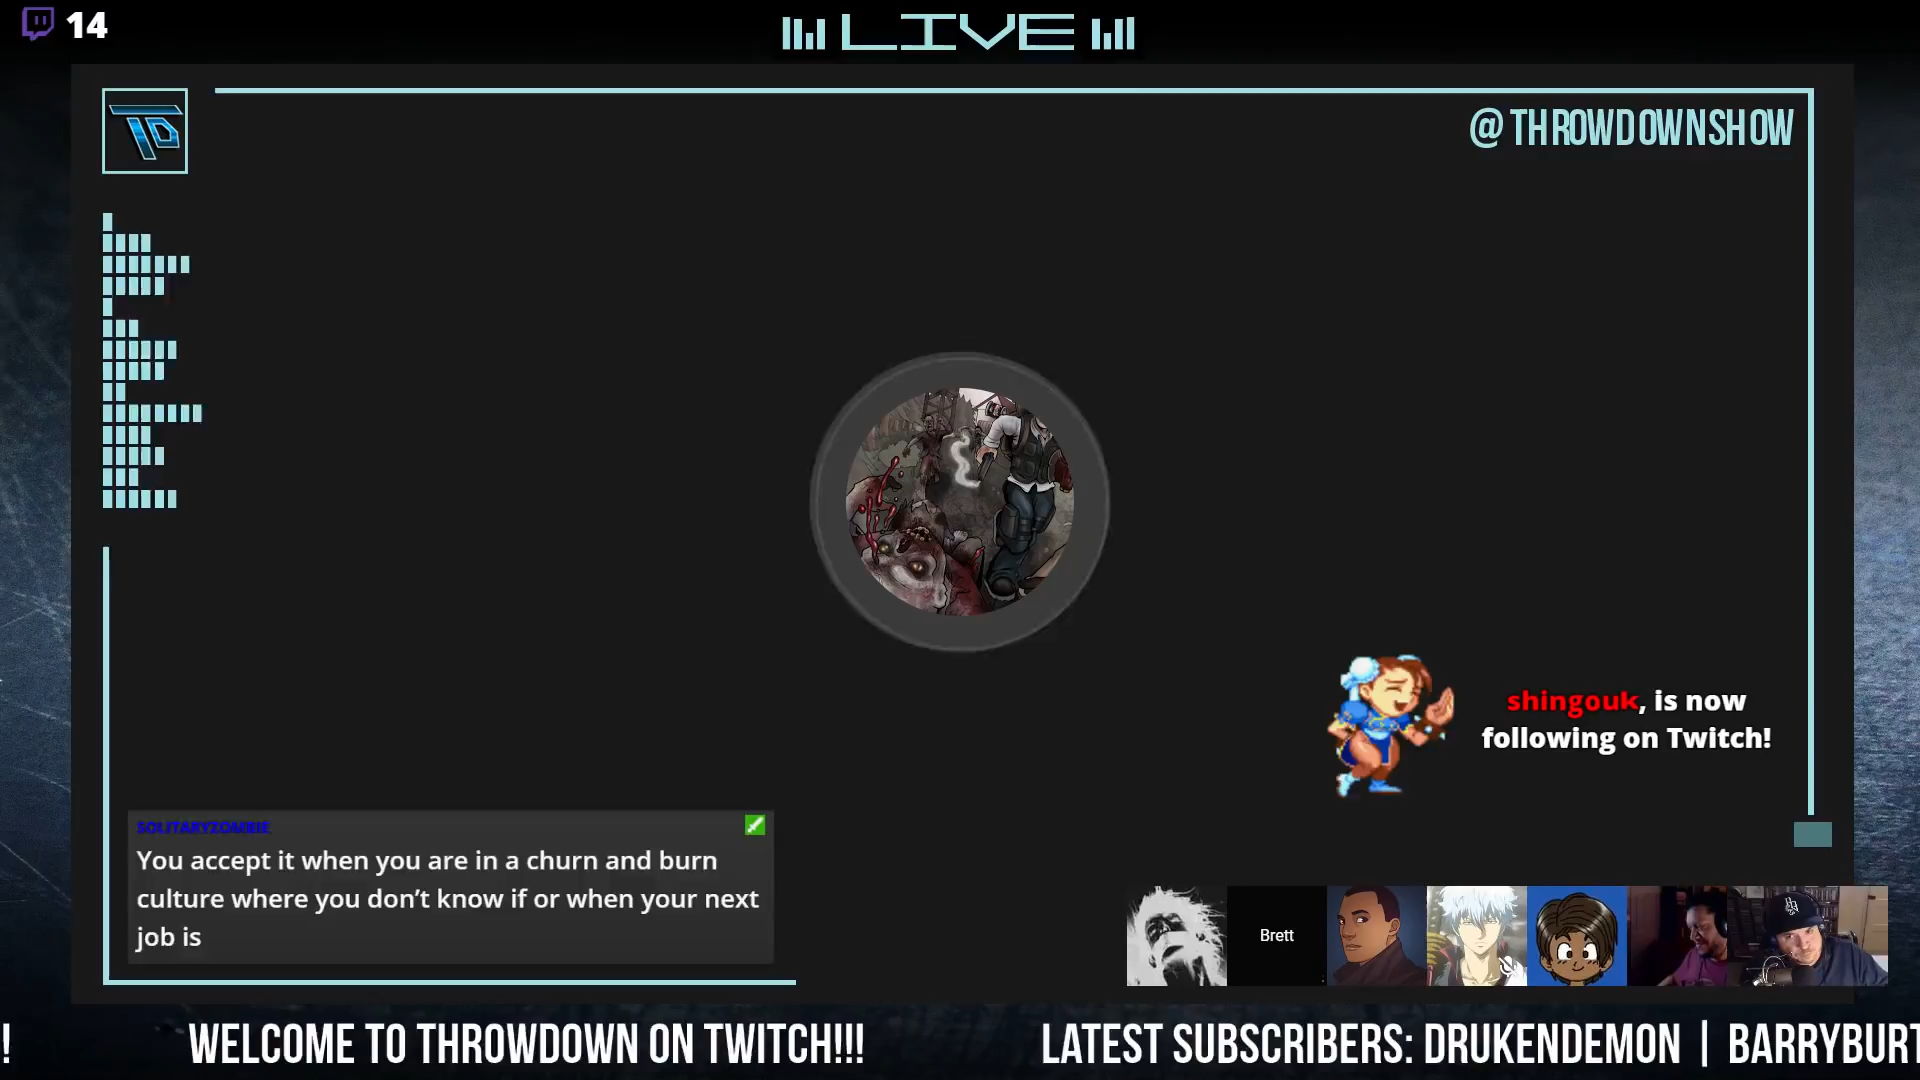 14
LIVE
TD
@THROWDOWNSHOW
shingouk, is now
following on Twitch!
SOLITARYZOMBIE
You accept it when you are in a churn and burn
culture where you don’t know if or when your next
job is
Brett
! WELCOME TO THROWDOWN ON TWITCH!!! LATEST SUBSCRIBERS: DRUKENDEMON | BARRYBURT